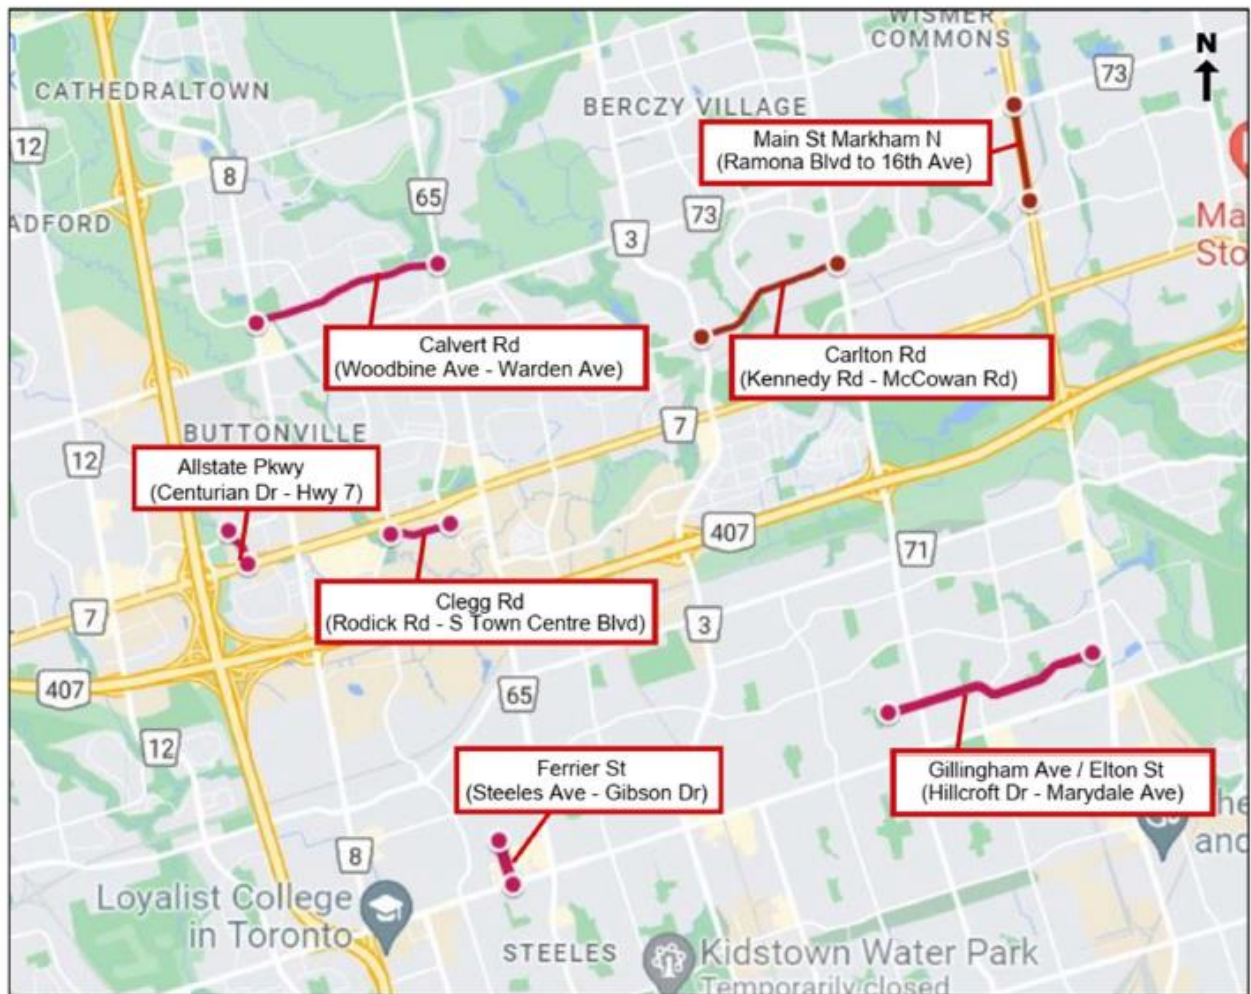 WISMER
COMMONS
N
73
CATHEDRALTOWN
BERCZY VILLAGE
Main St Markham N
(Ramona Blvd to 16th Ave)
12
8
65
73
3
ADFORD
Ma
Sto
Calvert Rd
(Woodbine Ave - Warden Ave)
Carlton Rd
(Kennedy Rd - McCowan Rd)
7
BUTTONVILLE
12
Allstate Pkwy
(Centurian Dr - Hwy 7)
407
71
Clegg Rd
(Rodick Rd - S Town Centre Blvd)
7
3
407
65
12
Ferrier St
(Steeles Ave - Gibson Dr)
Gillingham Ave / Elton St
(Hillcroft Dr - Marydale Ave)
he
and
8
Loyalist College
in Toronto
STEELES
Kidstown Water Park
Temporarily closed